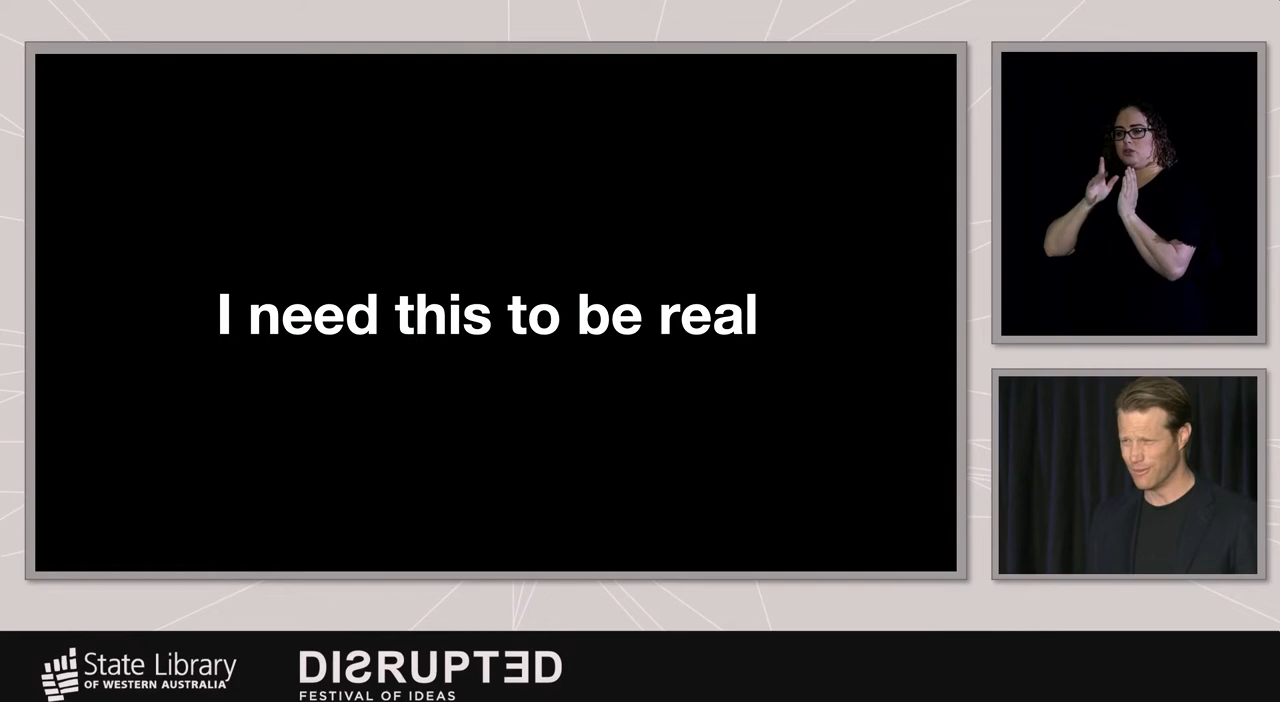 I need this to be real
State Library
OF WESTERN AUSTRALIA
DISRUPTED
FESTIVAL OF IDEAS